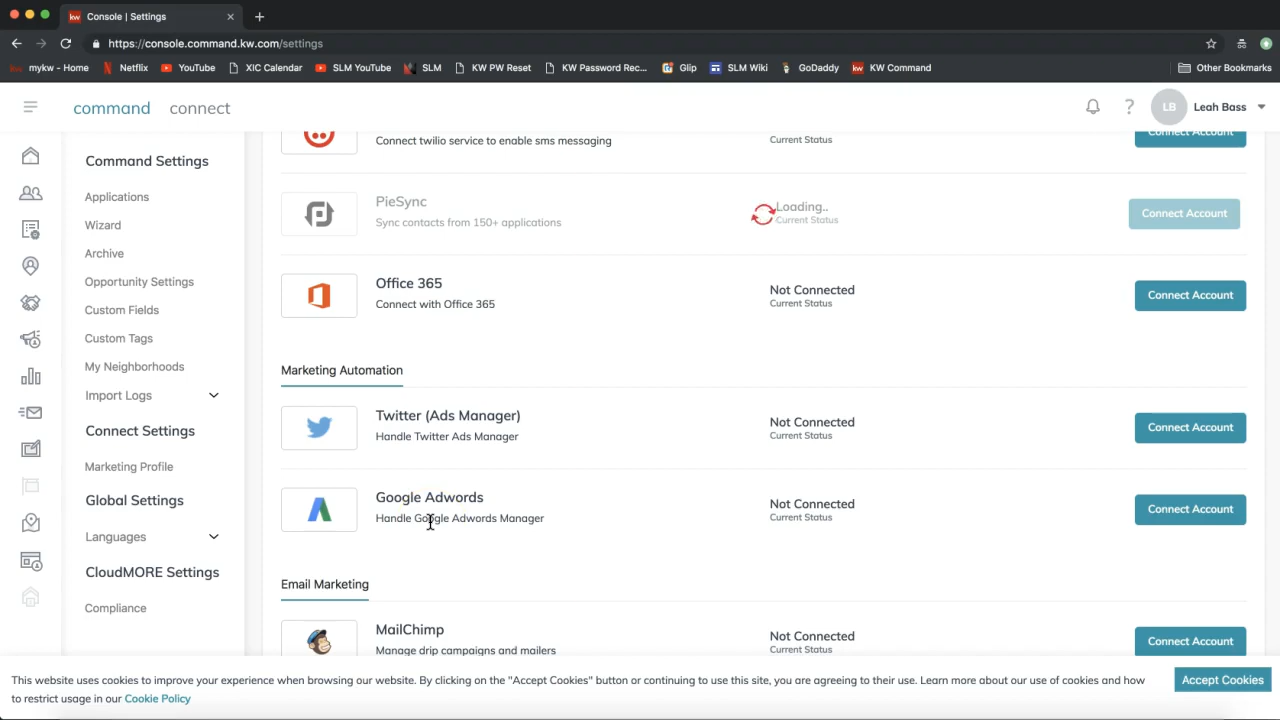 kw Console | Settings
https://console.command.kw.com/settings
mykw - Home Netflix YouTube XIC Calendar SLM YouTube SLM KW PW Reset KW Password Rec... Glip SLM Wiki GoDaddy kw KW Command Other Bookmarks
command connect ? LB Leah Bass
Command Settings
Applications
Wizard
Archive
Opportunity Settings
Custom Fields
Custom Tags
My Neighborhoods
Import Logs
Connect Settings
Marketing Profile
Global Settings
Languages
CloudMORE Settings
Compliance
Connect twilio service to enable sms messaging
Current Status
Connect Account
PieSync
Sync contacts from 150+ applications
Loading..
Current Status
Connect Account
Office 365
Connect with Office 365
Not Connected
Current Status
Connect Account
Marketing Automation
Twitter (Ads Manager)
Handle Twitter Ads Manager
Not Connected
Current Status
Connect Account
Google Adwords
Handle Google Adwords Manager
Not Connected
Current Status
Connect Account
Email Marketing
MailChimp
Manage drip campaigns and mailers
Not Connected
Current Status
Connect Account
This website uses cookies to improve your experience when browsing our website. By clicking on the "Accept Cookies" button or continuing to use this site, you are agreeing to their use. Learn more about our use of cookies and how
to restrict usage in our Cookie Policy
Accept Cookies